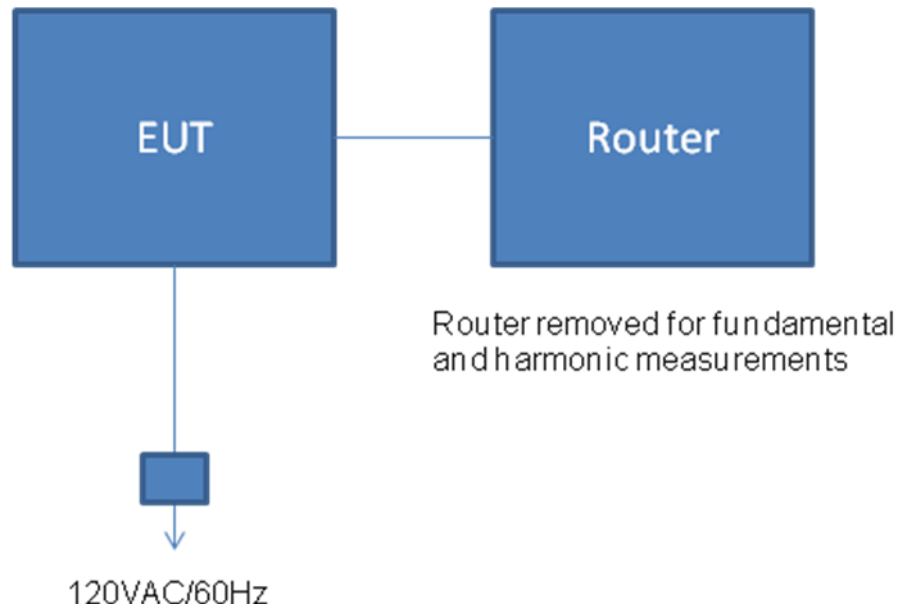 EUT
Router
Router removed for fundamental
and harmonic measurements
120VAC/60Hz